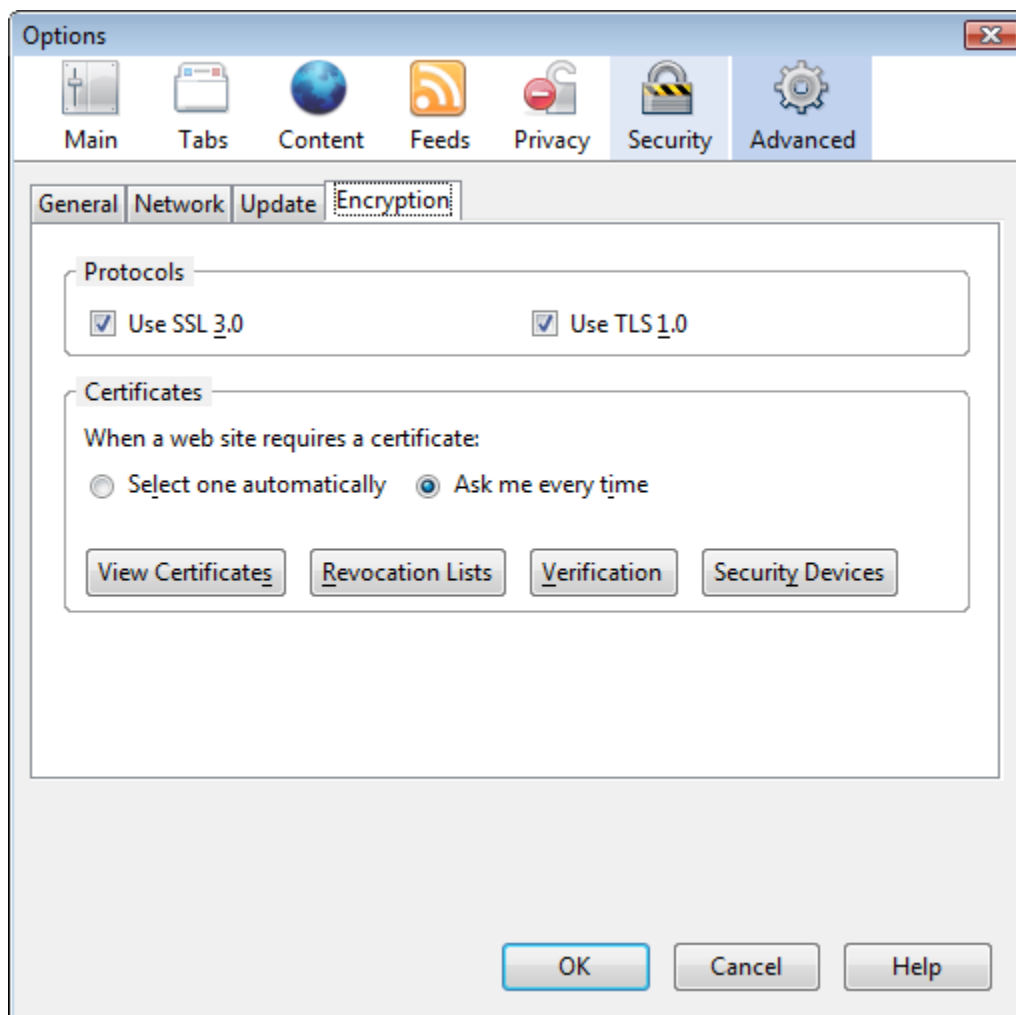 Options
Main Tabs Content Feeds Privacy Security Advanced
General Network Update Encryption
Protocols
Use SSL 3.0 Use TLS 1.0
Certificates
When a web site requires a certificate:
Select one automatically Ask me every time
View Certificates Revocation Lists Verification Security Devices
OK Cancel Help